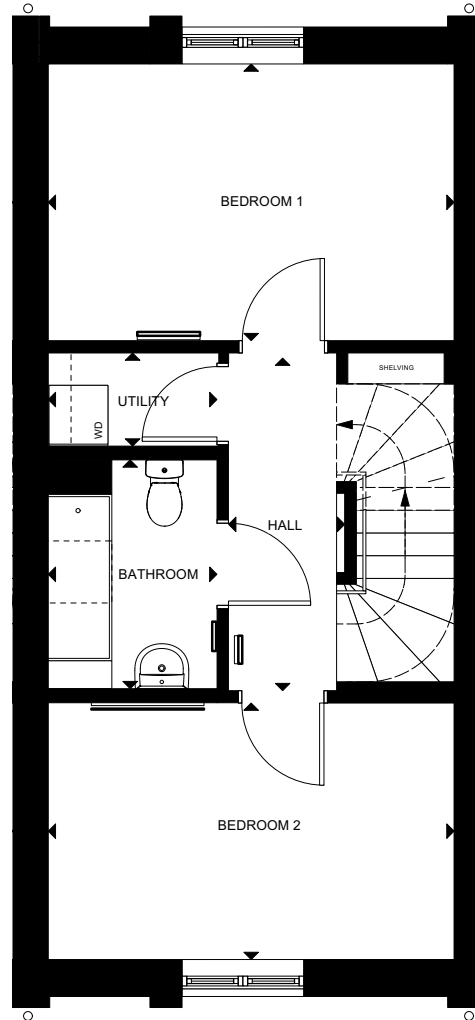 BEDROOM 1
SHELVING
UTILITY
WD
HALL
BATHROOM
BEDROOM 2